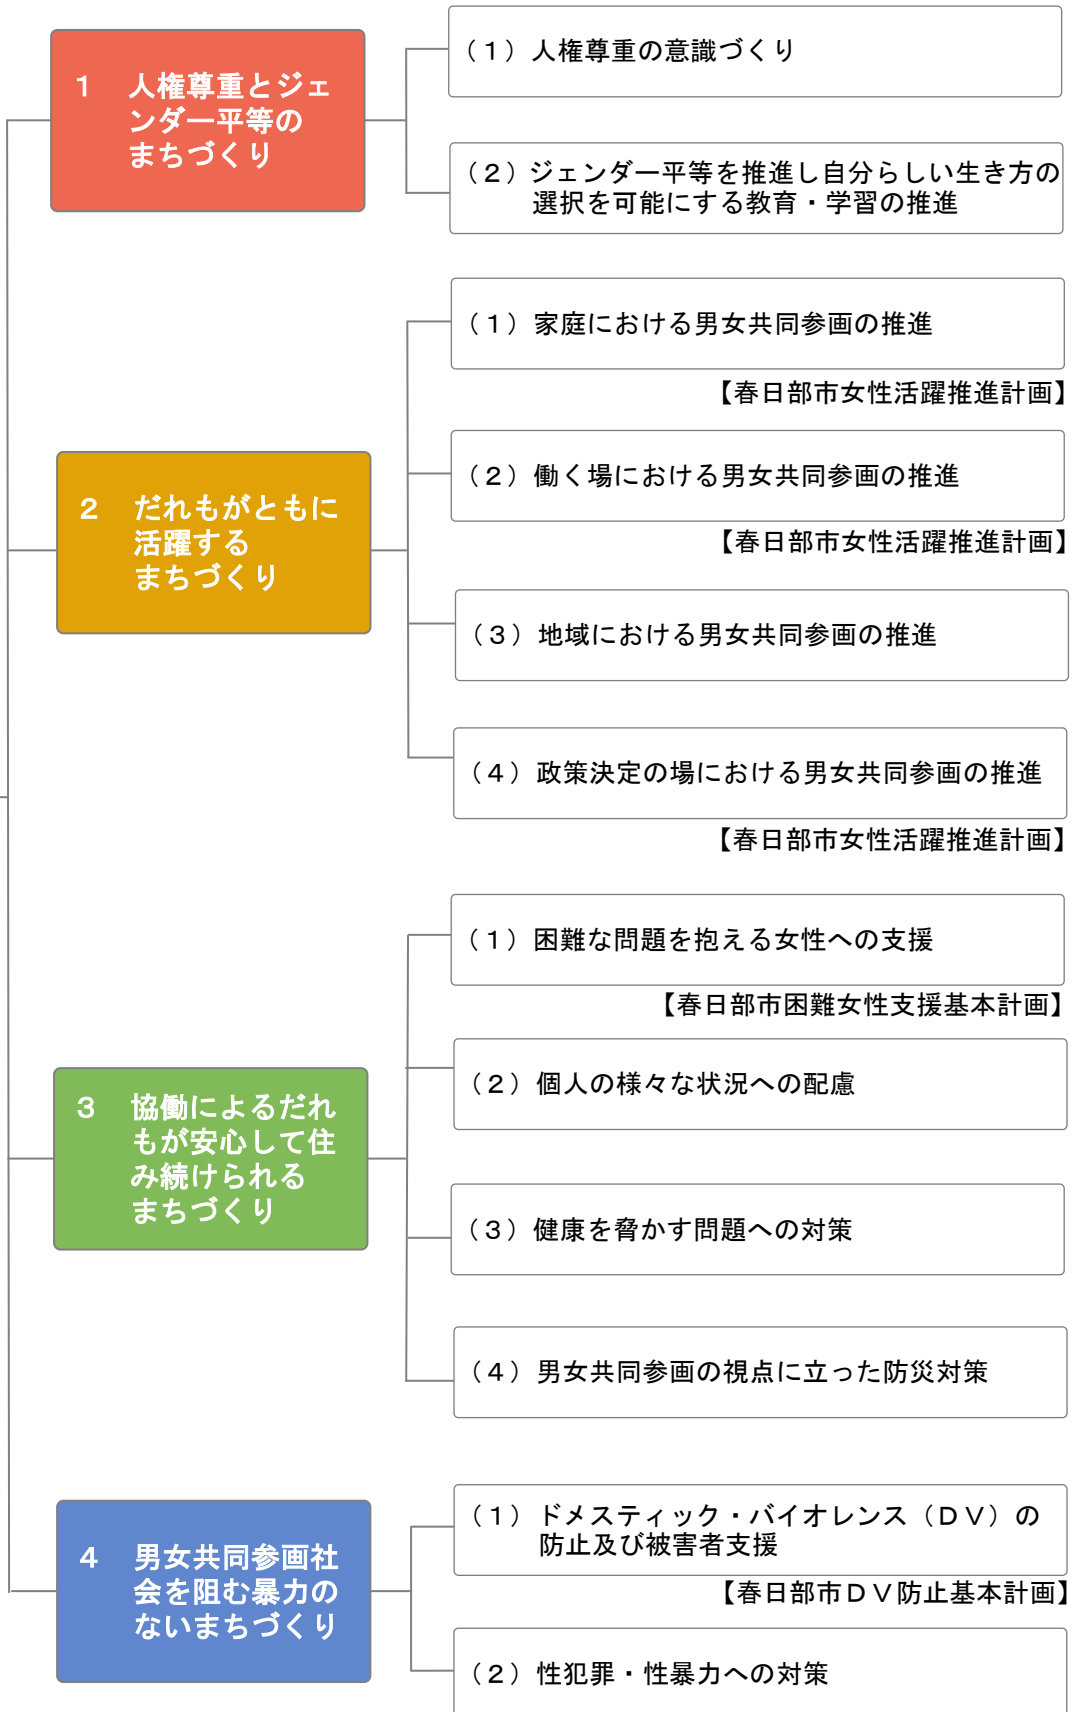 １　人権尊重とジェ
ンダー平等の
まちづくり
（１）人権尊重の意識づくり
（２）ジェンダー平等を推進し自分らしい生き方の
選択を可能にする教育・学習の推進
２　だれもがともに
活躍する
まちづくり
（１）家庭における男女共同参画の推進
【春日部市女性活躍推進計画】
（２）働く場における男女共同参画の推進
【春日部市女性活躍推進計画】
（３）地域における男女共同参画の推進
（４）政策決定の場における男女共同参画の推進
【春日部市女性活躍推進計画】
３　協働によるだれ
もが安心して住
み続けられる
まちづくり
（１）困難な問題を抱える女性への支援
【春日部市困難女性支援基本計画】
（２）個人の様々な状況への配慮
（３）健康を脅かす問題への対策
（４）男女共同参画の視点に立った防災対策
４　男女共同参画社
会を阻む暴力の
ないまちづくり
（１）ドメスティック・バイオレンス（ＤＶ）の
防止及び被害者支援
【春日部市ＤＶ防止基本計画】
（２）性犯罪・性暴力への対策